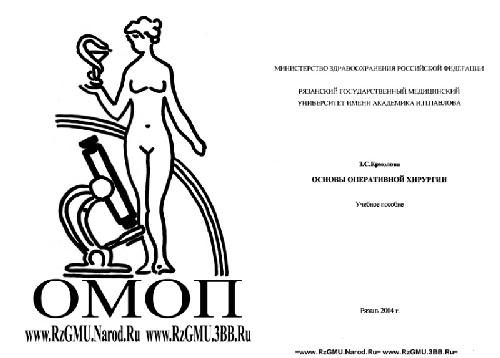 ОМОП
www.RzGMU.Narod.Ru www.RzGMU.3BB.Ru
МИНИСТЕРСТВО ЗДРАВООХРАНЕНИЯ РОССИЙСКОЙ ФЕДЕРАЦИИ
РЯЗАНСКИЙ ГОСУДАРСТВЕННЫЙ МЕДИЦИНСКИЙ
УНИВЕРСИТЕТ ИМЕНИ АКАДЕМИКА И.П.ПАВЛОВА
Ермолова
ОСНОВЫ ОПЕРАТИВНОЙ ХИРУРГИИ
Учебное пособие
Рязань 2004 г.
=www.RzGMU.Narod.Ru= www.RzGMU.3BB.Ru=